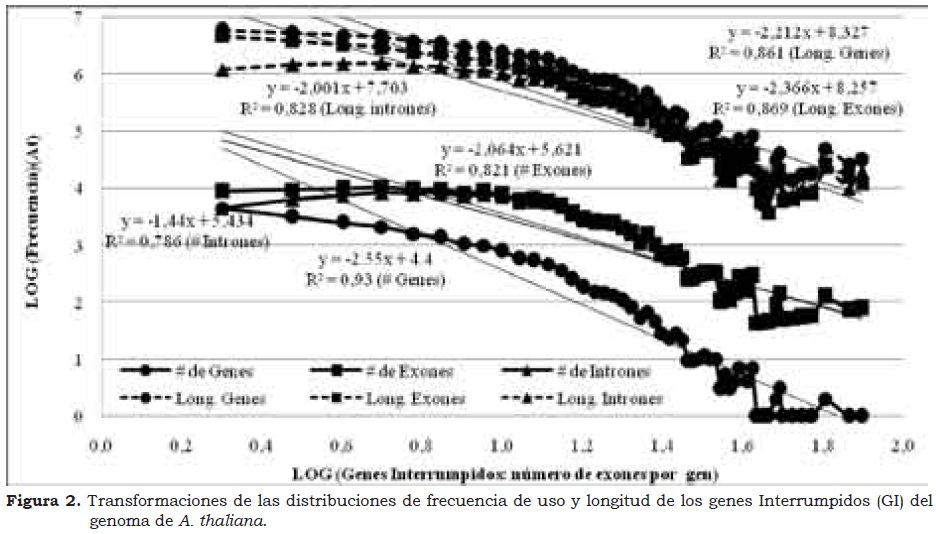 7
6
5
4
3
2
1
0
LOG (Frecuencia)(At)
y = -2,212x + 8,327
R² = 0,861 (Long. Genes)
y = -2,366x + 8,257
R² = 0,869 (Long. Exones)
y = -2,001x + 7,703
R² = 0,828 (Long. intrones)
y = -2,064x + 5,621
R² = 0,821 (# Exones)
y = -1,44x + 5,434
R² = 0,786 (# Intrones)
y = -2,55x + 4,4
R² = 0,93 (# Genes)
# de Genes
# de Exones
# de Intrones
Long. Genes
Long. Exones
Long. Intrones
0,0 0,2 0,4 0,6 0,8 1,0 1,2 1,4 1,6 1,8 2,0
LOG (Genes Interrumpidos: número de exones por gen)
Figura 2. Transformaciones de las distribuciones de frecuencia de uso y longitud de los genes Interrumpidos (GI) del
genoma de A. thaliana.